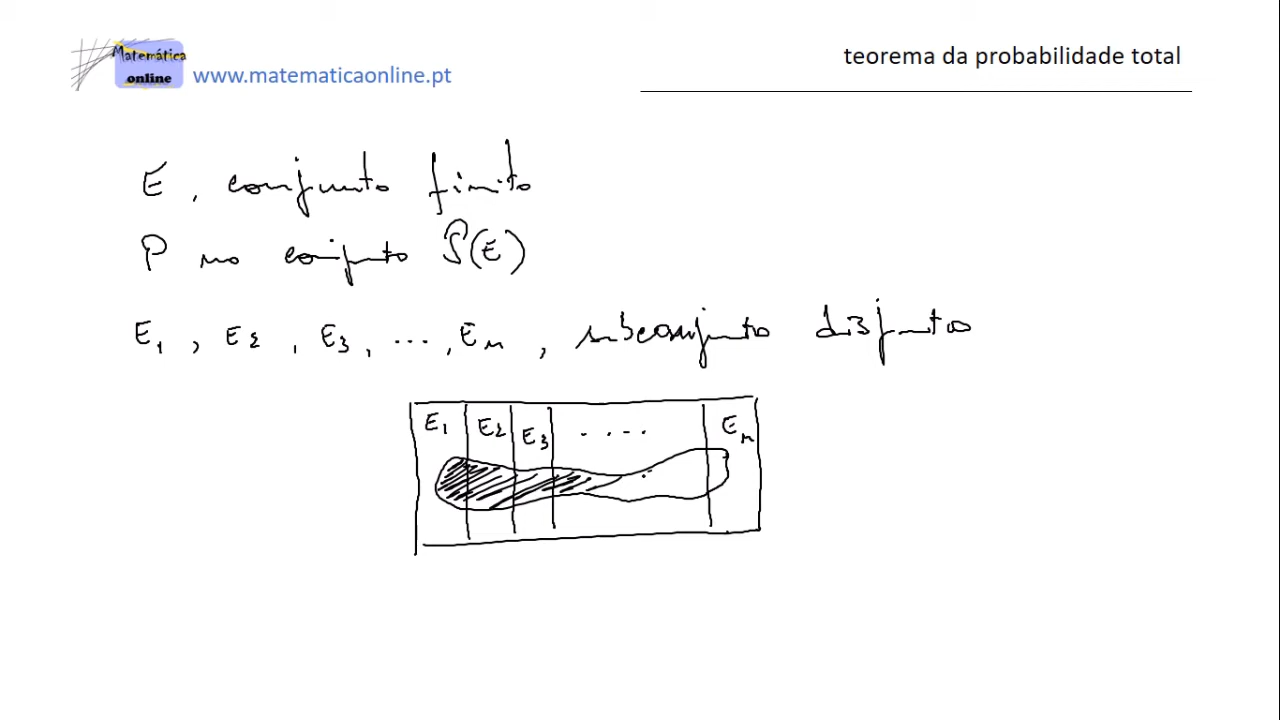 Matemática
online
www.matematicaonline.pt
teorema da probabilidade total
E, conjunto finito
P no conjunto P(E)
E1, E2, E3, ..., En, subconjunto disjunto
E1 E2 E3 ..... En